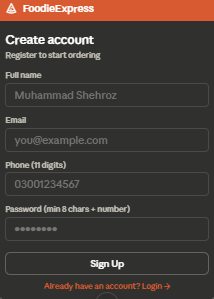 FoodieExpress
Create account
Register to start ordering
Full name
Muhammad Shehroz
Email
you@example.com
Phone (11 digits)
03001234567
Password (min 8 chars + number)
••••••••
Sign Up
Already have an account? Login →